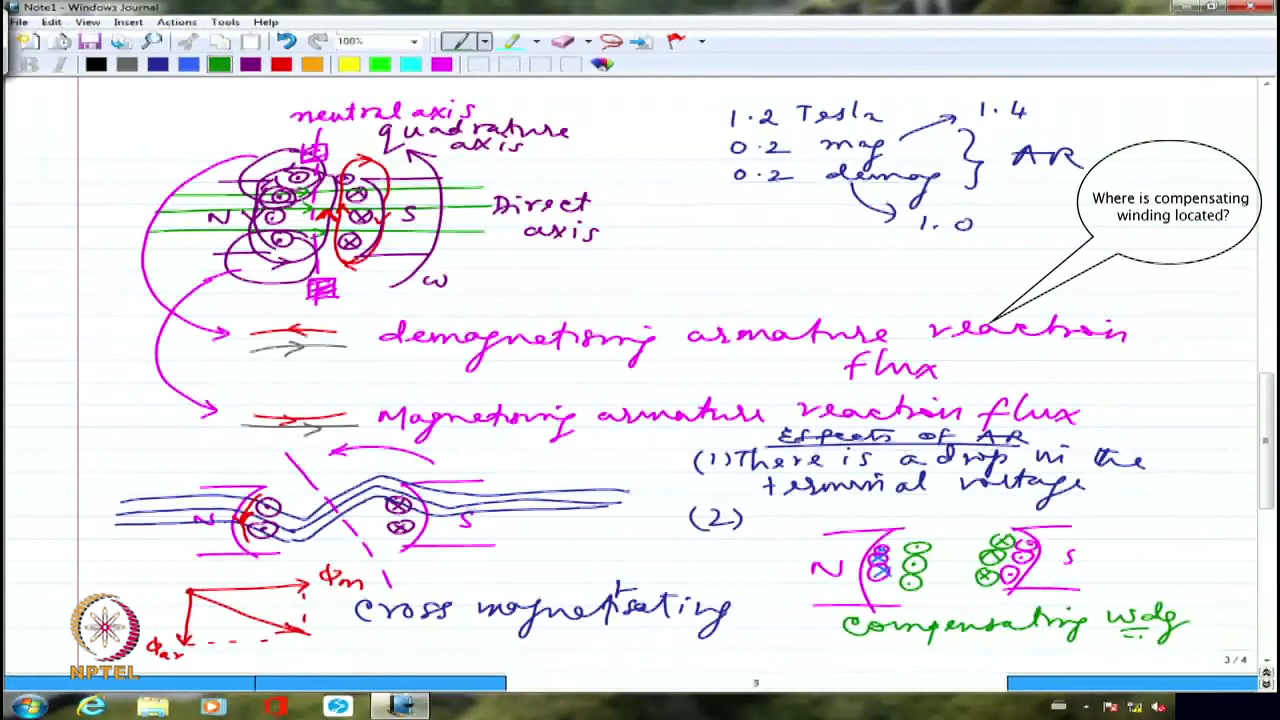 Note1 - Windows Journal
File Edit View Insert Actions Tools Help
100%
B I
neutral axis
quadrature
axis
N
S
Direct
axis
ω
1.2 Tesla
0.2 mag
1.4
0.2 demag
AR
1.0
Where is compensating
winding located?
demagnetising armature reaction
flux
Magnetising armature reaction flux
Effects of AR
(1) There is a drop in the
terminal voltage
(2)
N
S
N
S
Φm
Φar
Cross magnetising
Compensating wdg
NPTEL
3 / 4